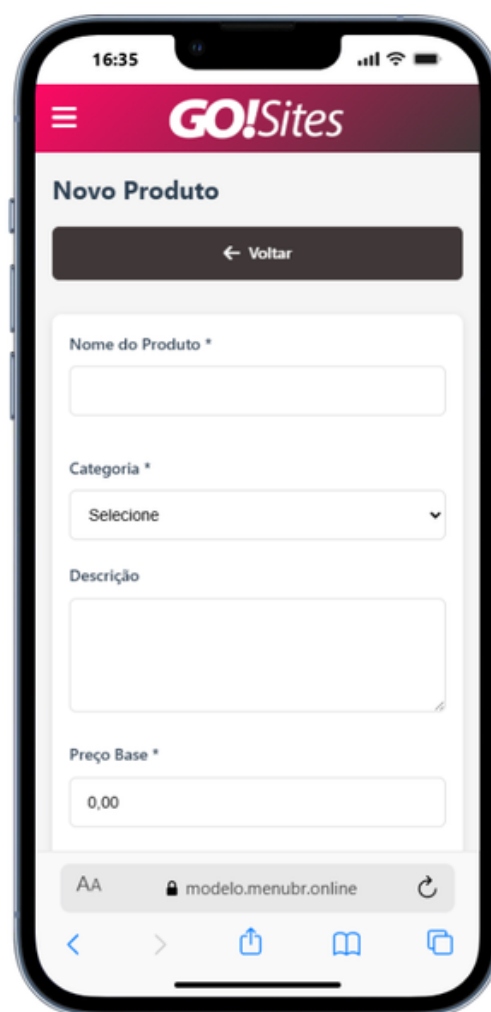 16:35
GO!Sites
Novo Produto
← Voltar
Nome do Produto *
Categoria *
Selecione
Descrição
Preço Base *
0,00
AA modelo.menubr.online